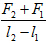 F₂ + F₁
l₂ - l₁